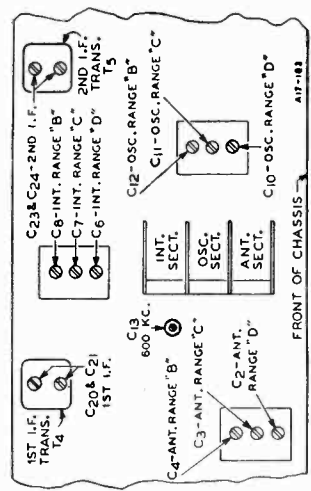 2ND I.F.
TRANS.
T5
C23 & C24-2ND I.F.
C8-INT. RANGE "B"
C7-INT. RANGE "C"
C6-INT. RANGE "D"
C12-OSC. RANGE "B"
C11-OSC. RANGE "C"
C10-OSC. RANGE "D"
A17-182
1ST I.F.
TRANS.
T4
C20 & C21
1ST I.F.
C13
600 KC.
INT.
SECT.
OSC.
SECT.
ANT.
SECT.
C4-ANT. RANGE "B"
C3-ANT. RANGE "C"
C2-ANT.
RANGE "D"
FRONT OF CHASSIS